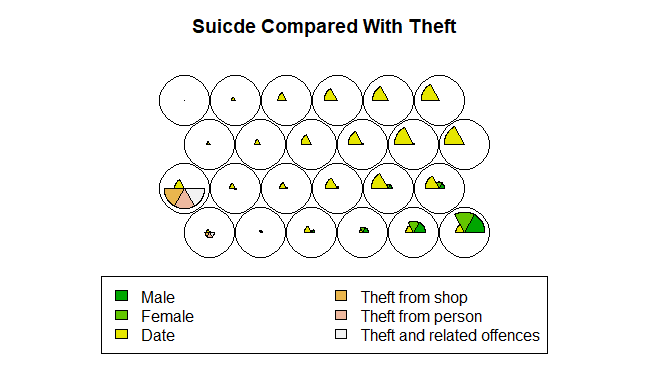 Suicde Compared With Theft
Male
Female
Date
Theft from shop
Theft from person
Theft and related offences